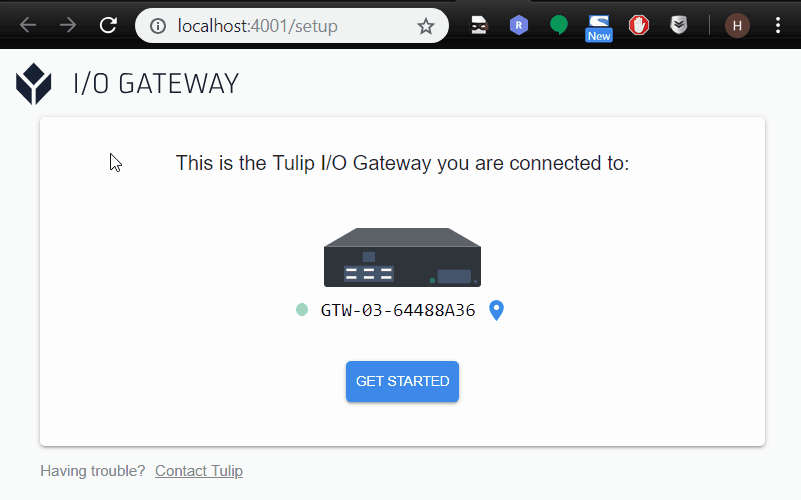 localhost:4001/setup
New
H
I/O GATEWAY
This is the Tulip I/O Gateway you are connected to:
GTW-03-64488A36
GET STARTED
Having trouble? Contact Tulip